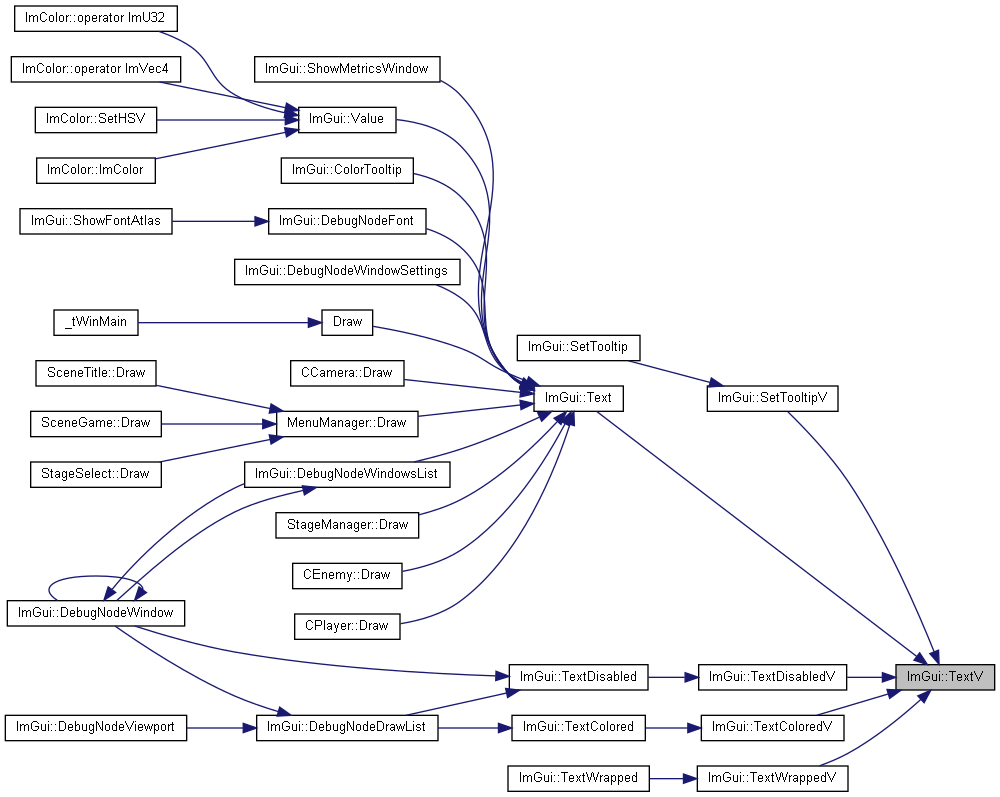 ImColor::operator ImU32
ImColor::operator ImVec4
ImGui::ShowMetricsWindow
ImColor::SetHSV
ImGui::Value
ImColor::ImColor
ImGui::ColorTooltip
ImGui::ShowFontAtlas
ImGui::DebugNodeFont
ImGui::DebugNodeWindowSettings
_tWinMain
Draw
ImGui::SetTooltip
SceneTitle::Draw
CCamera::Draw
ImGui::Text
ImGui::SetTooltipV
SceneGame::Draw
MenuManager::Draw
StageSelect::Draw
ImGui::DebugNodeWindowsList
StageManager::Draw
CEnemy::Draw
ImGui::DebugNodeWindow
CPlayer::Draw
ImGui::TextDisabled
ImGui::TextDisabledV
ImGui::TextV
ImGui::DebugNodeViewport
ImGui::DebugNodeDrawList
ImGui::TextColored
ImGui::TextColoredV
ImGui::TextWrapped
ImGui::TextWrappedV